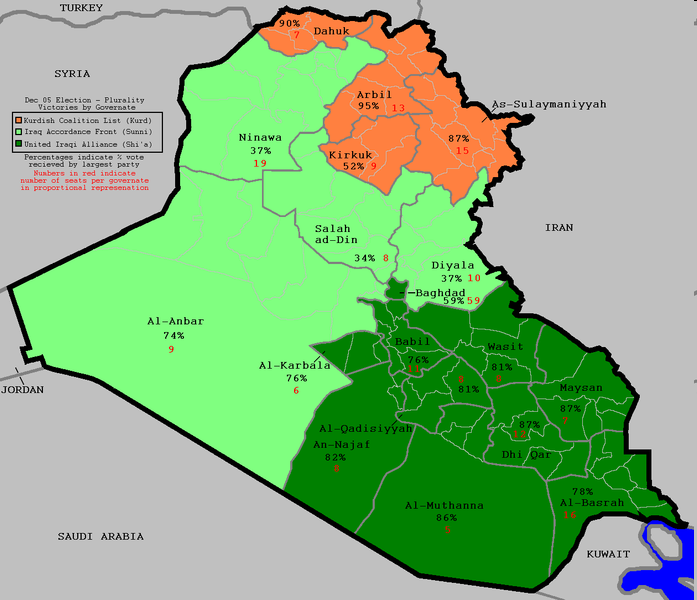 TURKEY
90%
7
Dahuk
SYRIA
Arbil
95%
13
As-Sulaymaniyyah
Dec 05 Election - Plurality
Victories by Governate
Kurdish Coalition List (Kurd)
Iraq Accordance Front (Sunni)
United Iraqi Alliance (Shi'a)
Percentages indicate % vote
recieved by largest party
Numbers in red indicate
number of seats per governate
in proportional represenation
Ninawa
37%
19
87%
15
Kirkuk
52%
9
Salah
ad-Din
34%
8
IRAN
Diyala
37%
10
Baghdad
59%
59
Al-Anbar
74%
9
Babil
76%
Wasit
81%
Al-Karbala
76%
6
81%
Maysan
87%
JORDAN
Al-Qadisiyyah
An-Najaf
82%
87%
Dhi Qar
78%
Al-Basrah
Al-Muthanna
86%
SAUDI ARABIA
KUWAIT